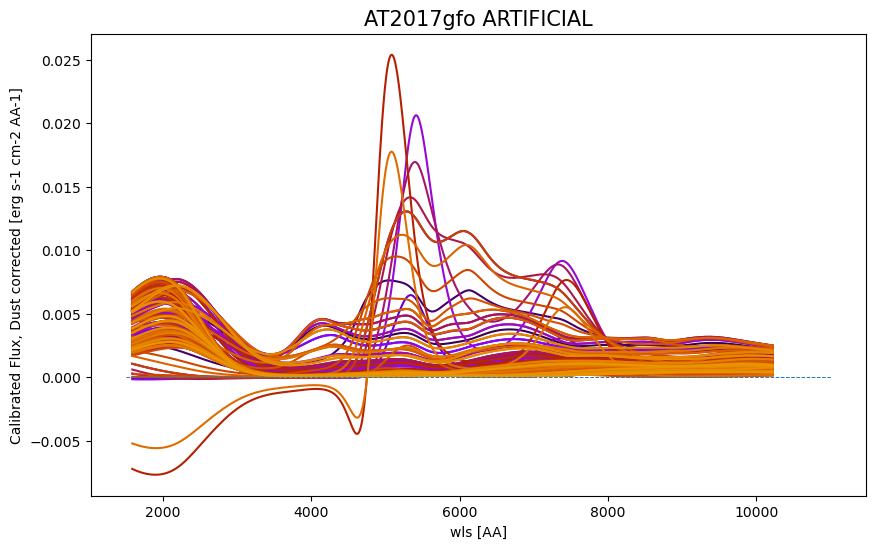 AT2017gfo ARTIFICIAL
Calibrated Flux, Dust corrected [erg s-1 cm-2 AA-1]
0.025
0.020
0.015
0.010
0.005
0.000
−0.005
2000 4000 6000 8000 10000
wls [AA]